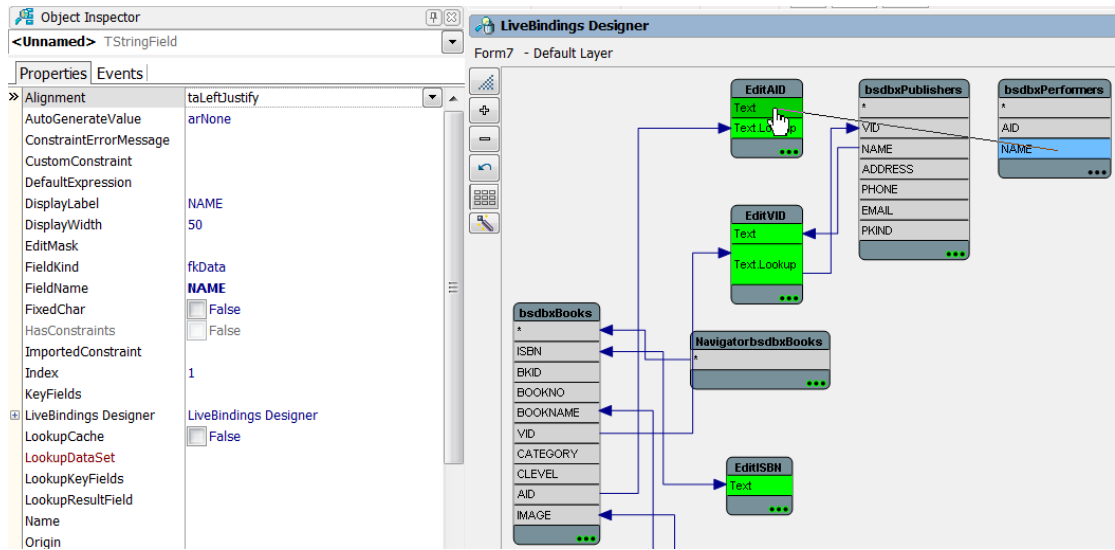 Object Inspector
<Unnamed> TStringField
Properties Events
Alignment taLeftJustify
AutoGenerateValue arNone
ConstraintErrorMessage
CustomConstraint
DefaultExpression
DisplayLabel NAME
DisplayWidth 50
EditMask
FieldKind fkData
FieldName NAME
FixedChar False
HasConstraints False
ImportedConstraint
Index 1
KeyFields
LiveBindings Designer LiveBindings Designer
LookupCache False
LookupDataSet
LookupKeyFields
LookupResultField
Name
Origin
LiveBindings Designer
Form7 - Default Layer
EditAID
Text
Text.Lookup
bsdbxPublishers
*
VID
NAME
ADDRESS
PHONE
EMAIL
PKIND
bsdbxPerformers
*
AID
NAME
EditVID
Text
Text.Lookup
bsdbxBooks
*
ISBN
BKID
BOOKNO
BOOKNAME
VID
CATEGORY
CLEVEL
AID
IMAGE
NavigatorbsdbxBooks
*
EditISBN
Text